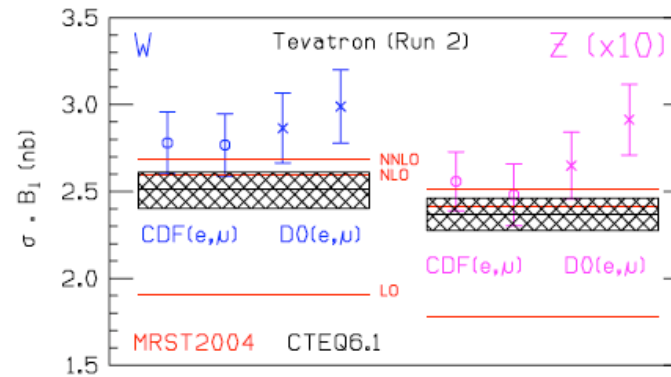 3.5
W Tevatron (Run 2) Z (x10)
3.0
NNLO
NLO
2.5
CDF(e,μ) D0(e,μ)
CDF(e,μ) D0(e,μ)
2.0
LO
MRST2004 CTEQ6.1
1.5
σ . Bₗ (nb)